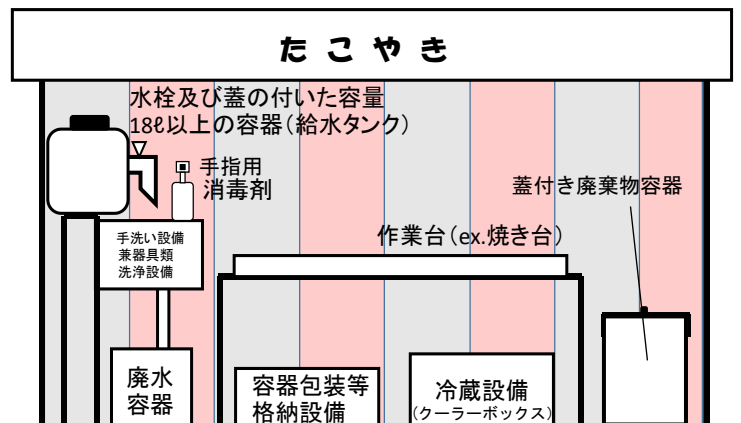 たこやき
水栓及び蓋の付いた容量
18ℓ以上の容器（給水タンク）
手指用
消毒剤
蓋付き廃棄物容器
手洗い設備
兼器具類
洗浄設備
作業台（ex.焼き台）
廃水
容器
容器包装等
格納設備
冷蔵設備
（クーラーボックス）